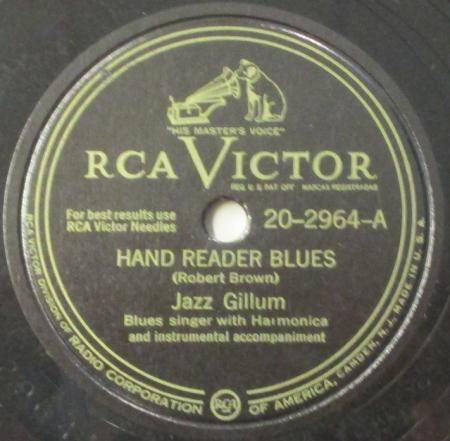 "HIS MASTER'S VOICE"
RCA VICTOR
REG. U. S. PAT. OFF. MARCAS REGISTRADAS
For best results use
RCA Victor Needles
20-2964-A
HAND READER BLUES
(Robert Brown)
Jazz Gillum
Blues singer with Harmonica
and instrumental accompaniment
RCA VICTOR DIVISION OF RADIO CORPORATION OF AMERICA, CAMDEN, N. J. MADE IN U. S. A.
RCA